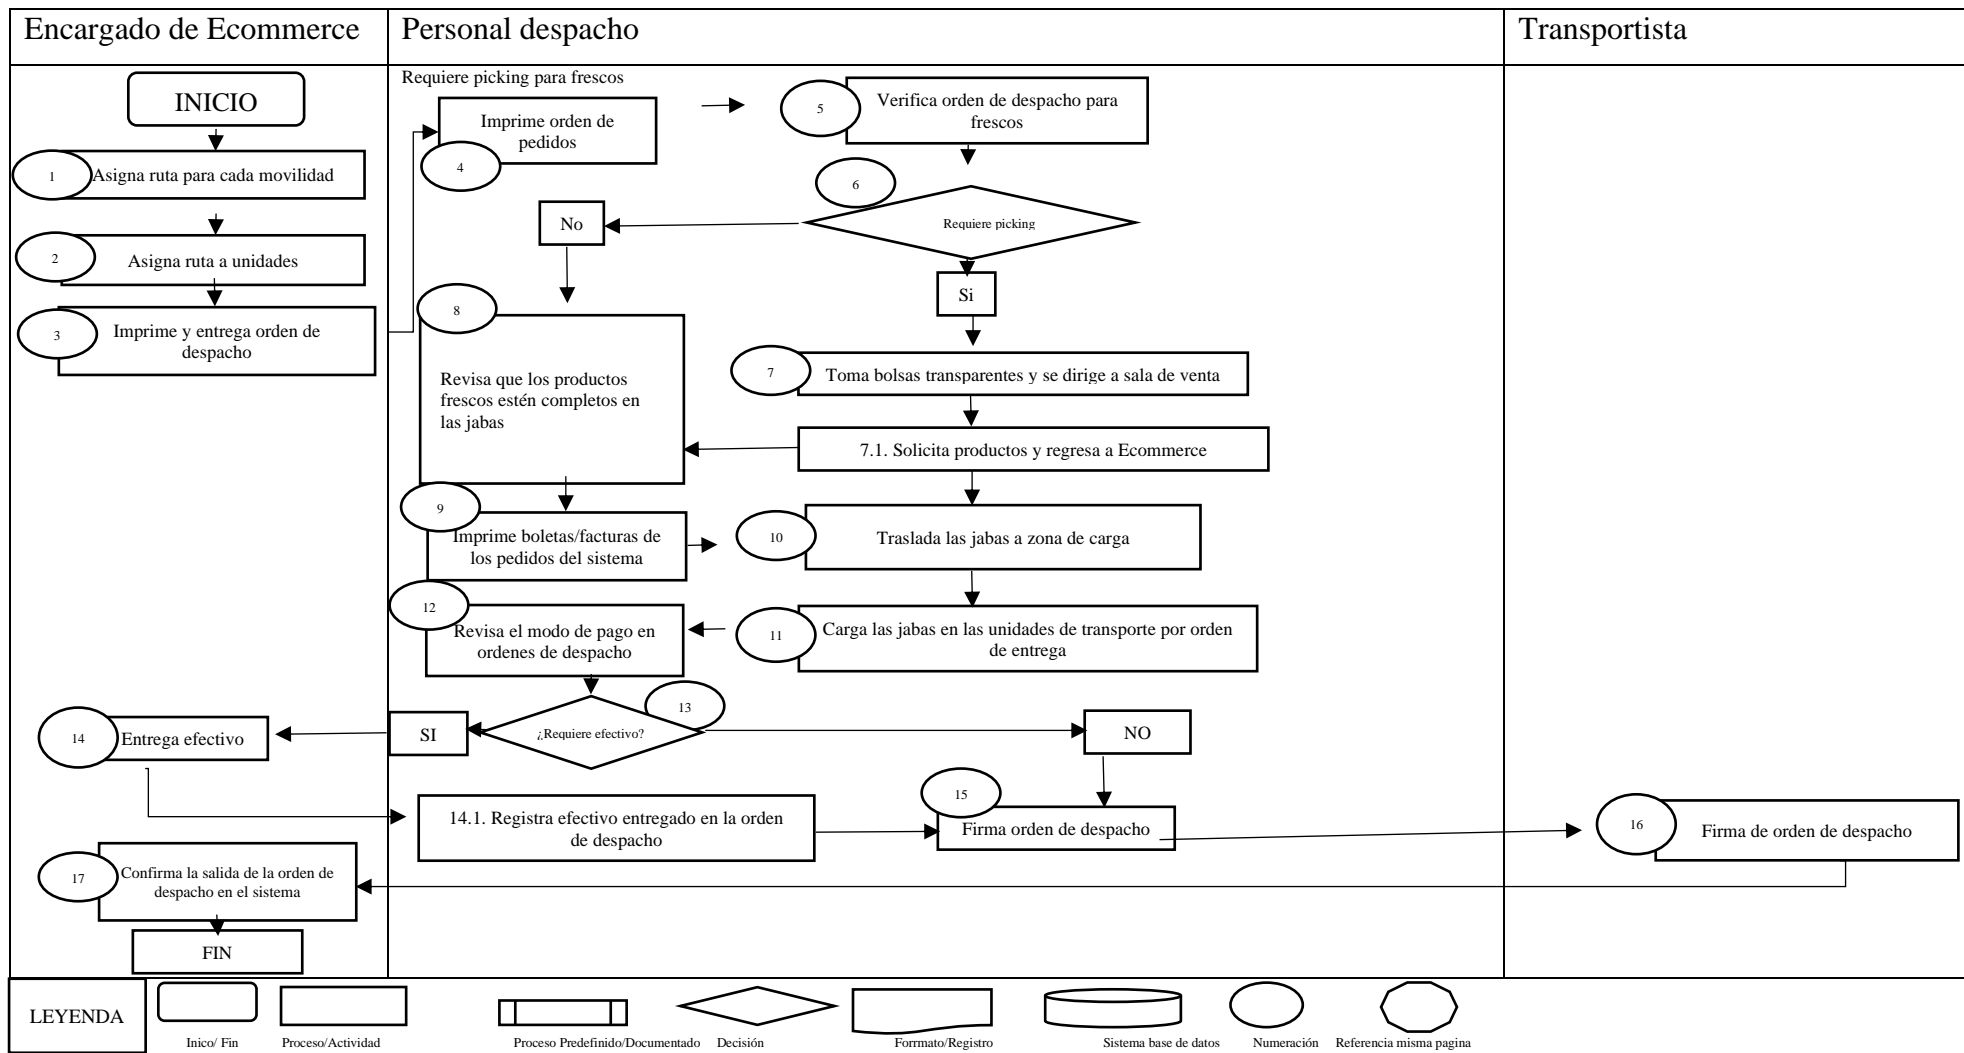 Encargado de Ecommerce
Personal despacho
Transportista
INICIO
1
Asigna ruta para cada movilidad
2
Asigna ruta a unidades
3
Imprime y entrega orden de
despacho
Requiere picking para frescos
Imprime orden de
pedidos
4
5
Verifica orden de despacho para
frescos
6
Requiere picking
No
Si
8
Revisa que los productos
frescos estén completos en
las jabas
7
Toma bolsas transparentes y se dirige a sala de venta
7.1. Solicita productos y regresa a Ecommerce
9
Imprime boletas/facturas de
los pedidos del sistema
10
Traslada las jabas a zona de carga
12
Revisa el modo de pago en
ordenes de despacho
11
Carga las jabas en las unidades de transporte por orden
de entrega
13
¿Requiere efectivo?
SI
NO
14
Entrega efectivo
14.1. Registra efectivo entregado en la orden
de despacho
15
Firma orden de despacho
16
Firma de orden de despacho
17
Confirma la salida de la orden de
despacho en el sistema
FIN
LEYENDA
Inico/ Fin
Proceso/Actividad
Proceso Predefinido/Documentado
Decisión
Forrmato/Registro
Sistema base de datos
Numeración
Referencia misma pagina